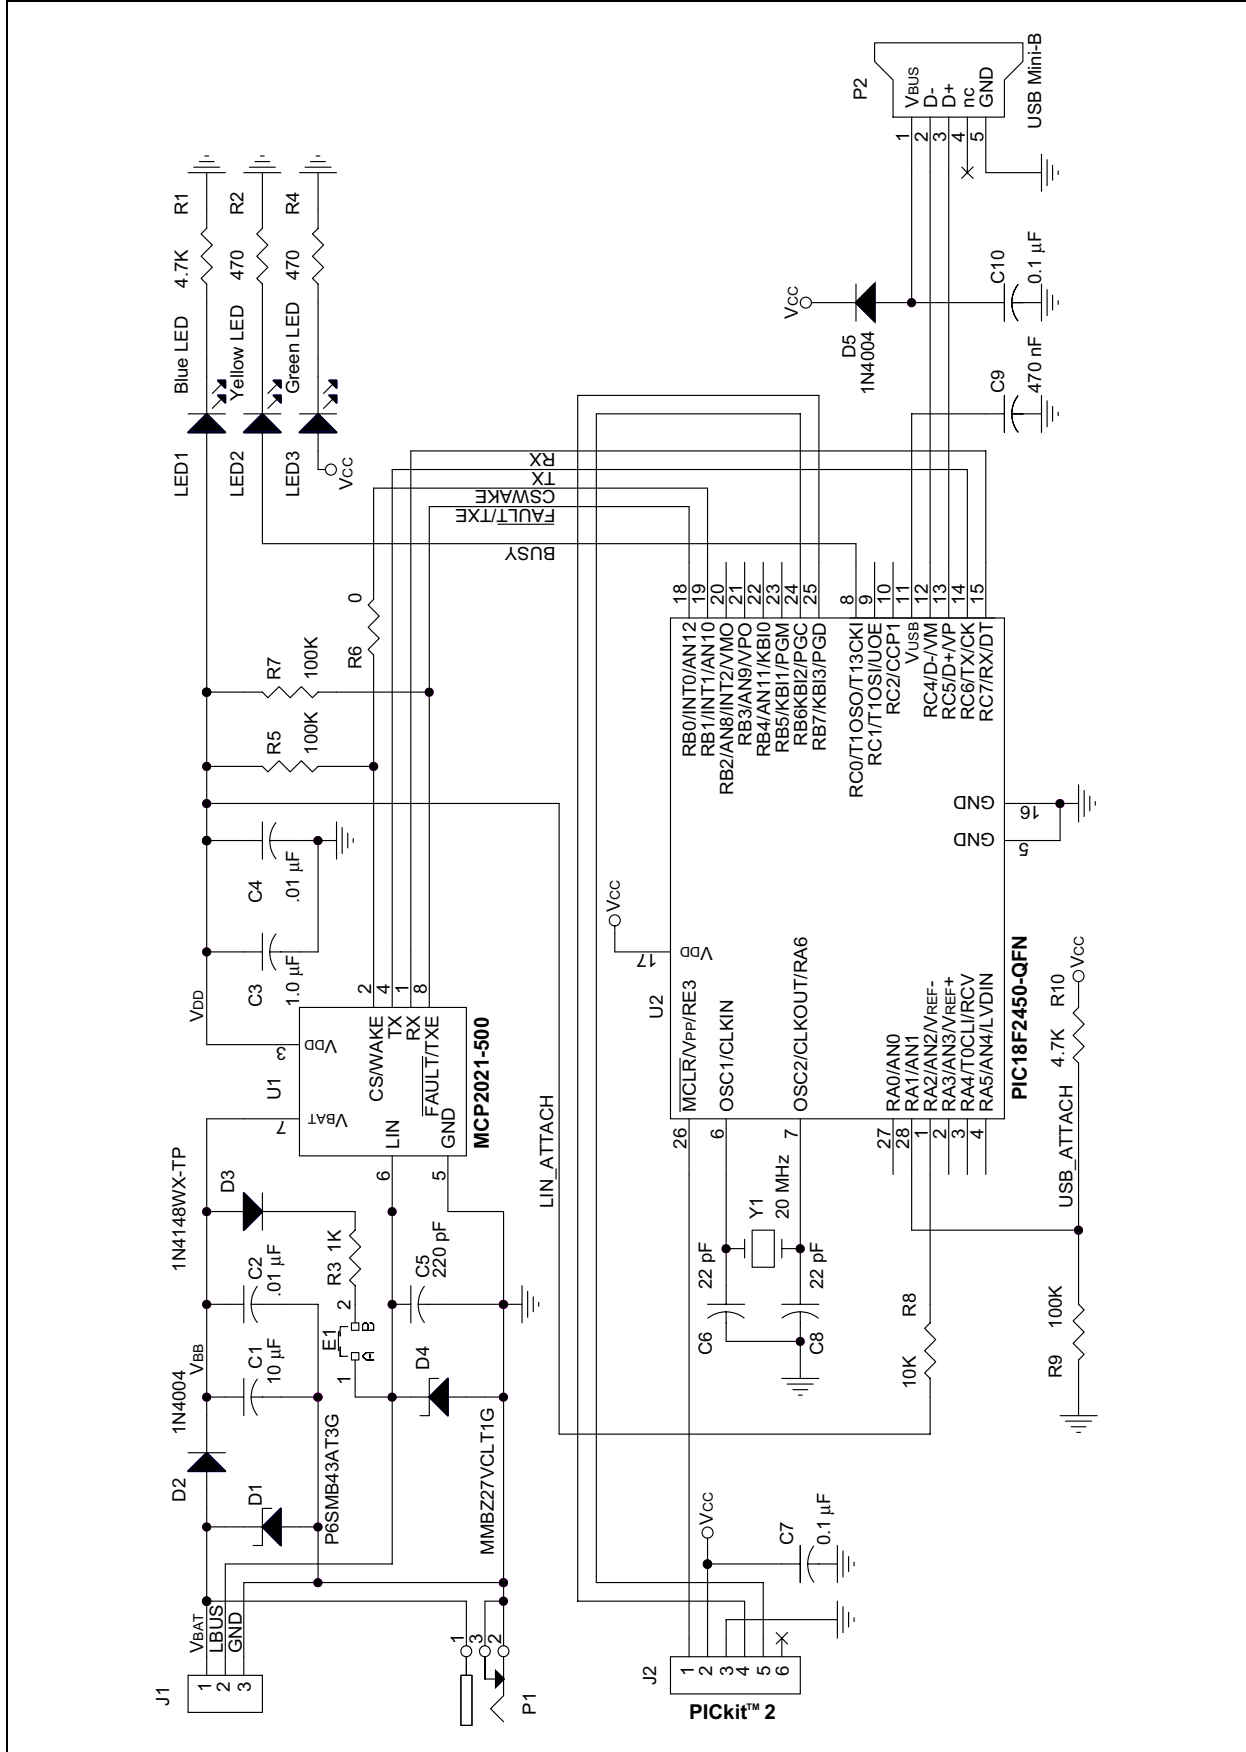 J1
VBAT
LBUS
GND
1
2
3
P1
1
3
2
D2
1N4004
D1
P6SMB43AT3G
VBB
C1
10 µF
C2
.01 µF
1N4148WX-TP
D3
R3 1K
E1
1
2
A
B
D4
MMBZ27VCLT1G
C5
220 pF
U1
MCP2021-500
7
VBAT
3
VDD
6
LIN
5
GND
CS/WAKE
TX
RX
FAULT/TXE
2
4
1
8
VDD
C3
1.0 µF
C4
.01 µF
R5
100K
R7
100K
R6
0
LIN_ATTACH
BUSY
FAULT/TXE
CSWAKE
TX
RX
LED1
Blue LED
4.7K
R1
LED2
Yellow LED
470
R2
LED3
Green LED
470
R4
VCC
J2
PICkit™ 2
1
2
3
4
5
6
VCC
C7
0.1 µF
C6
22 pF
C8
22 pF
Y1
20 MHz
R8
10K
R9
100K
USB_ATTACH
4.7K
R10
VCC
U2
PIC18F2450-QFN
VCC
17
VDD
26
MCLR/VPP/RE3
6
OSC1/CLKIN
7
OSC2/CLKOUT/RA6
27
RA0/AN0
28
RA1/AN1
1
RA2/AN2/VREF-
2
RA3/AN3/VREF+
3
RA4/T0CLI/RCV
4
RA5/AN4/LVDIN
GND
5
GND
16
RB0/INT0/AN12
18
RB1/INT1/AN10
19
RB2/AN8/INT2/VMO
20
RB3/AN9/VPO
21
RB4/AN11/KBI0
22
RB5/KBI1/PGM
23
RB6KBI2/PGC
24
RB7/KBI3/PGD
25
RC0/T1OSO/T13CKI
8
RC1/T1OSI/UOE
9
RC2/CCP1
10
VUSB
11
RC4/D-/VM
12
RC5/D+/VP
13
RC6/TX/CK
14
RC7/RX/DT
15
C9
470 nF
C10
0.1 µF
D5
1N4004
VCC
P2
USB Mini-B
1
VBUS
2
D-
3
D+
4
nc
5
GND